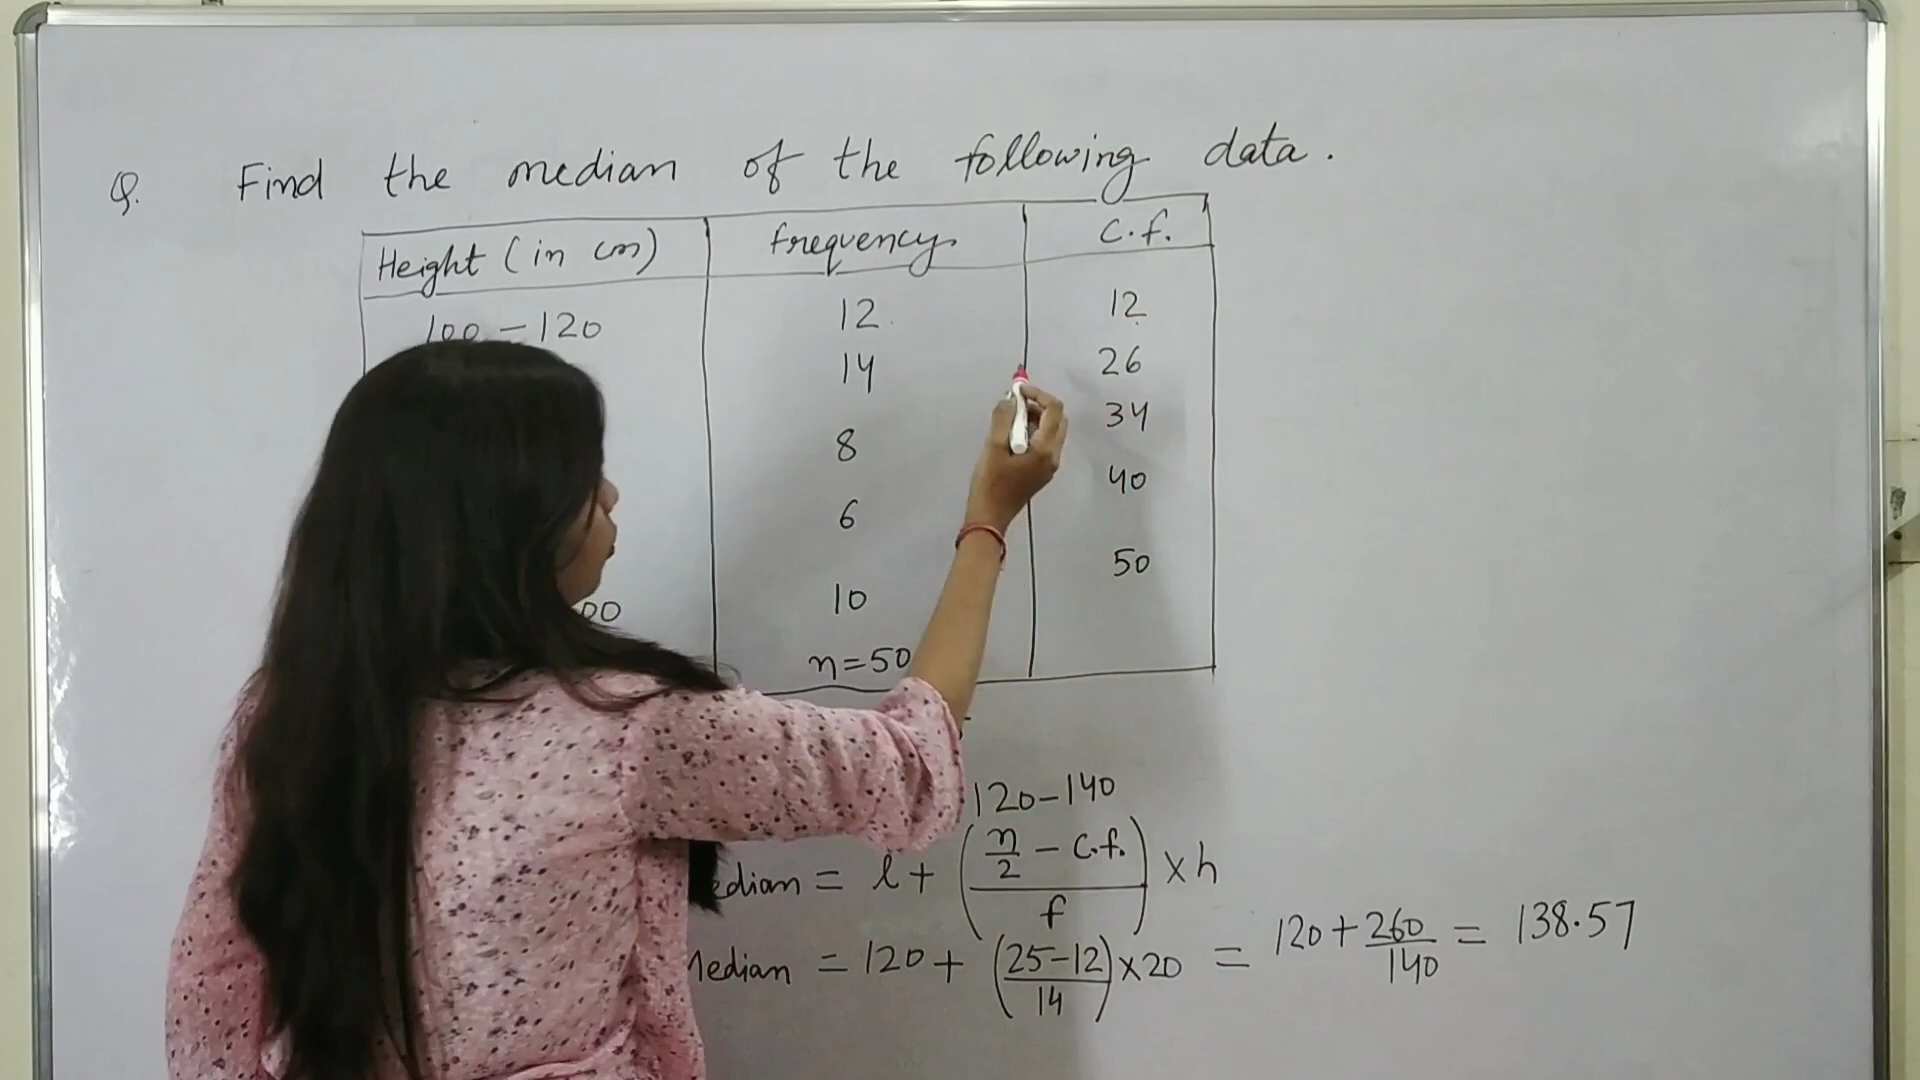 Q. Find the median of the following data.
Height (in cm) frequency c.f.
100-120 12 12
14 26
8 34
6 40
00 10 50
n=50
120-140
edian = l + (n/2 - c.f. / f) × h
Median = 120 + (25-12 / 14) × 20 = 120 + 260/140 = 138.57